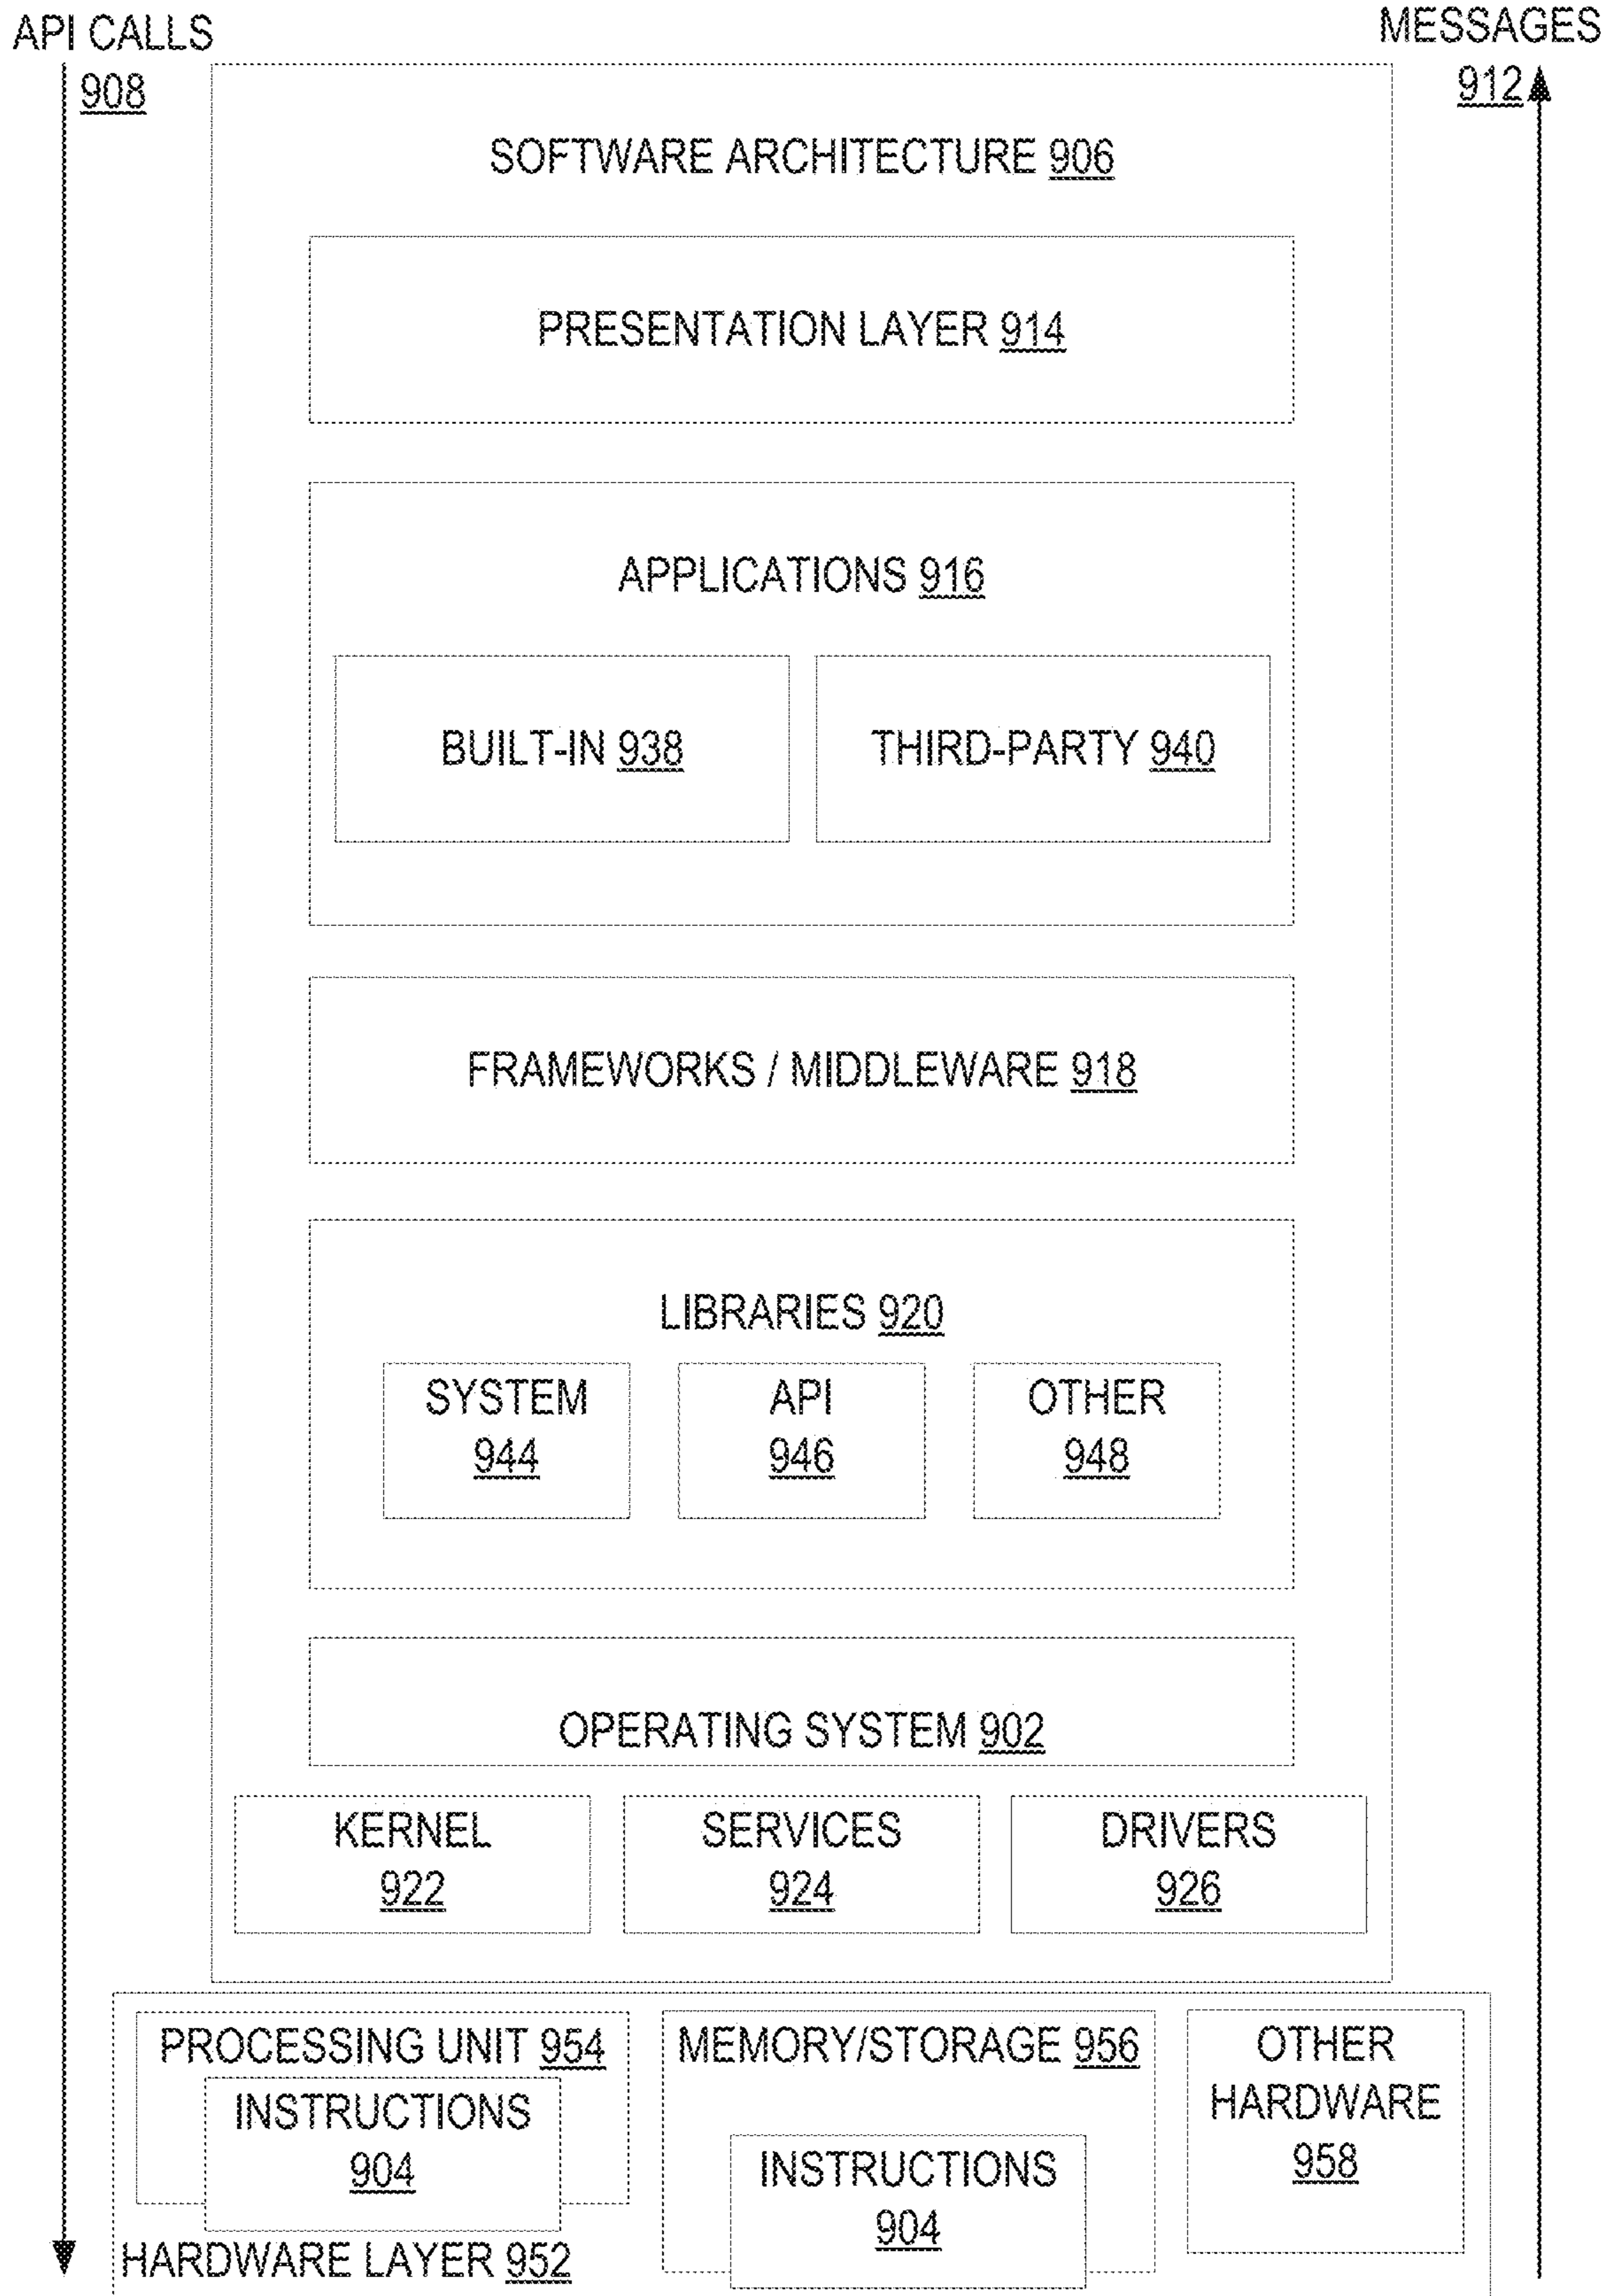 API CALLS
908
MESSAGES
912
SOFTWARE ARCHITECTURE 906
PRESENTATION LAYER 914
APPLICATIONS 916
BUILT-IN 938
THIRD-PARTY 940
FRAMEWORKS / MIDDLEWARE 918
LIBRARIES 920
SYSTEM
944
API
946
OTHER
948
OPERATING SYSTEM 902
KERNEL
922
SERVICES
924
DRIVERS
926
PROCESSING UNIT 954
INSTRUCTIONS
904
MEMORY/STORAGE 956
INSTRUCTIONS
904
OTHER
HARDWARE
958
HARDWARE LAYER 952